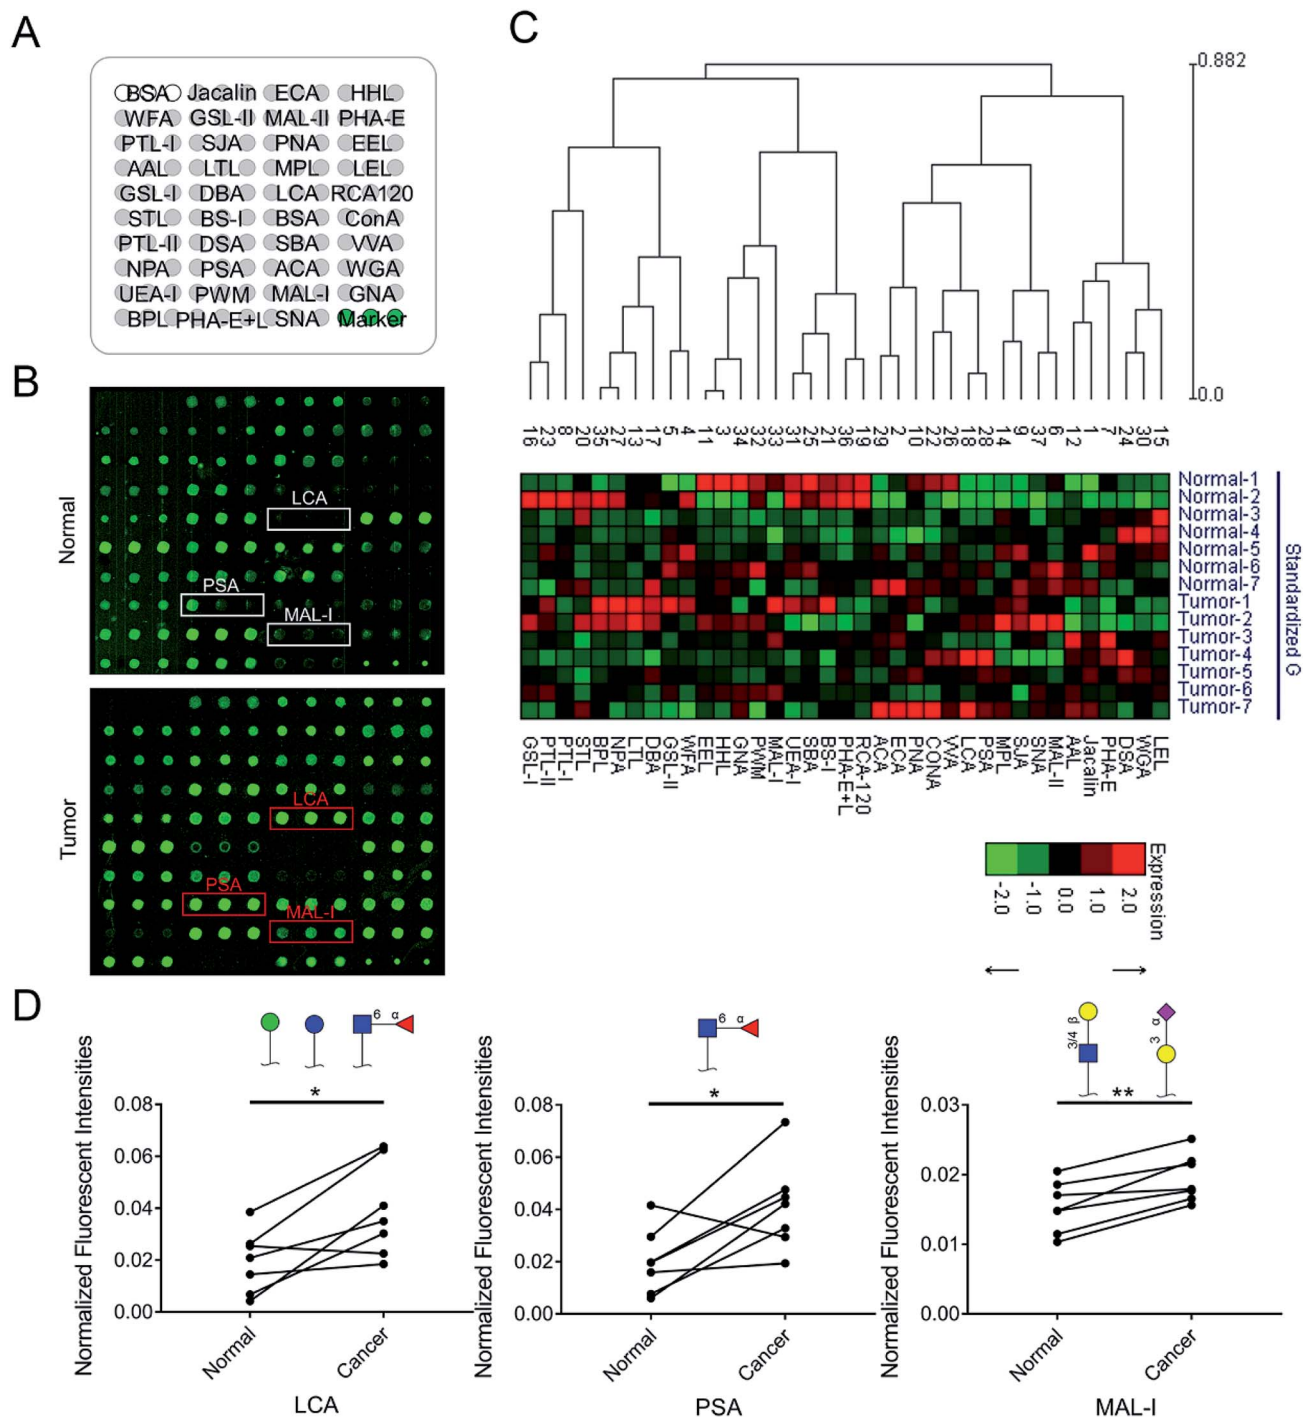 A
BSA Jacalin ECA HHL
WFA GSL-II MAL-II PHA-E
PTL-I SJA PNA EEL
AAL LTL MPL LEL
GSL-I DBA LCA RCA120
STL BS-I BSA ConA
PTL-II DSA SBA VVA
NPA PSA ACA WGA
UEA-I PWM MAL-I GNA
BPL PHA-E+L SNA Marker
B
Normal
LCA
PSA
MAL-I
Tumor
LCA
PSA
MAL-I
C
0.882
0.0
16 23 8 20 35 27 13 17 5 4 11 3 34 32 33 31 25 21 36 19 29 2 10 22 26 18 28 14 9 37 6 12 1 7 24 30 15
Normal-1
Normal-2
Normal-3
Normal-4
Normal-5
Normal-6
Normal-7
Tumor-1
Tumor-2
Tumor-3
Tumor-4
Tumor-5
Tumor-6
Tumor-7
Standardized G
GSL-I PTL-II PTL-I STL BPL NPA LTL DBA GSL-II WFA EEL HHL GNA PWM MAL-I UEA-I SBA BS-I PHA-E+L RCA-120 ACA ECA PNA CONA VVA LCA PSA MPL SJA SNA MAL-II AAL Jacalin PHA-E DSA WGA LEL
Expression
-2.0 -1.0 0.0 1.0 2.0
D
6 α
*
Normalized Fluorescent Intensities
0.08
0.06
0.04
0.02
0.00
Normal
Cancer
LCA
6 α
*
Normalized Fluorescent Intensities
0.08
0.06
0.04
0.02
0.00
Normal
Cancer
PSA
3/4 β
3 α
**
Normalized Fluorescent Intensities
0.03
0.02
0.01
0.00
Normal
Cancer
MAL-I